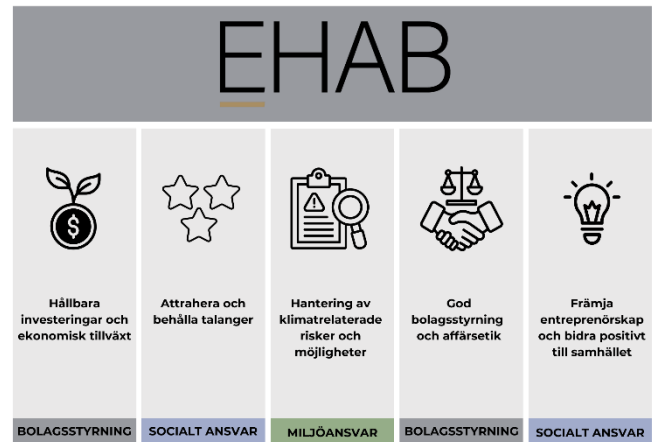 EHAB
Hållbara
investeringar och
ekonomisk tillväxt
BOLAGSSTYRNING
Attrahera och
behålla talanger
SOCIALT ANSVAR
Hantering av
klimatrelaterade
risker och
möjligheter
MILJÖANSVAR
God
bolagsstyrning
och affärsetik
BOLAGSSTYRNING
Främja
entreprenörskap
och bidra positivt
till samhället
SOCIALT ANSVAR